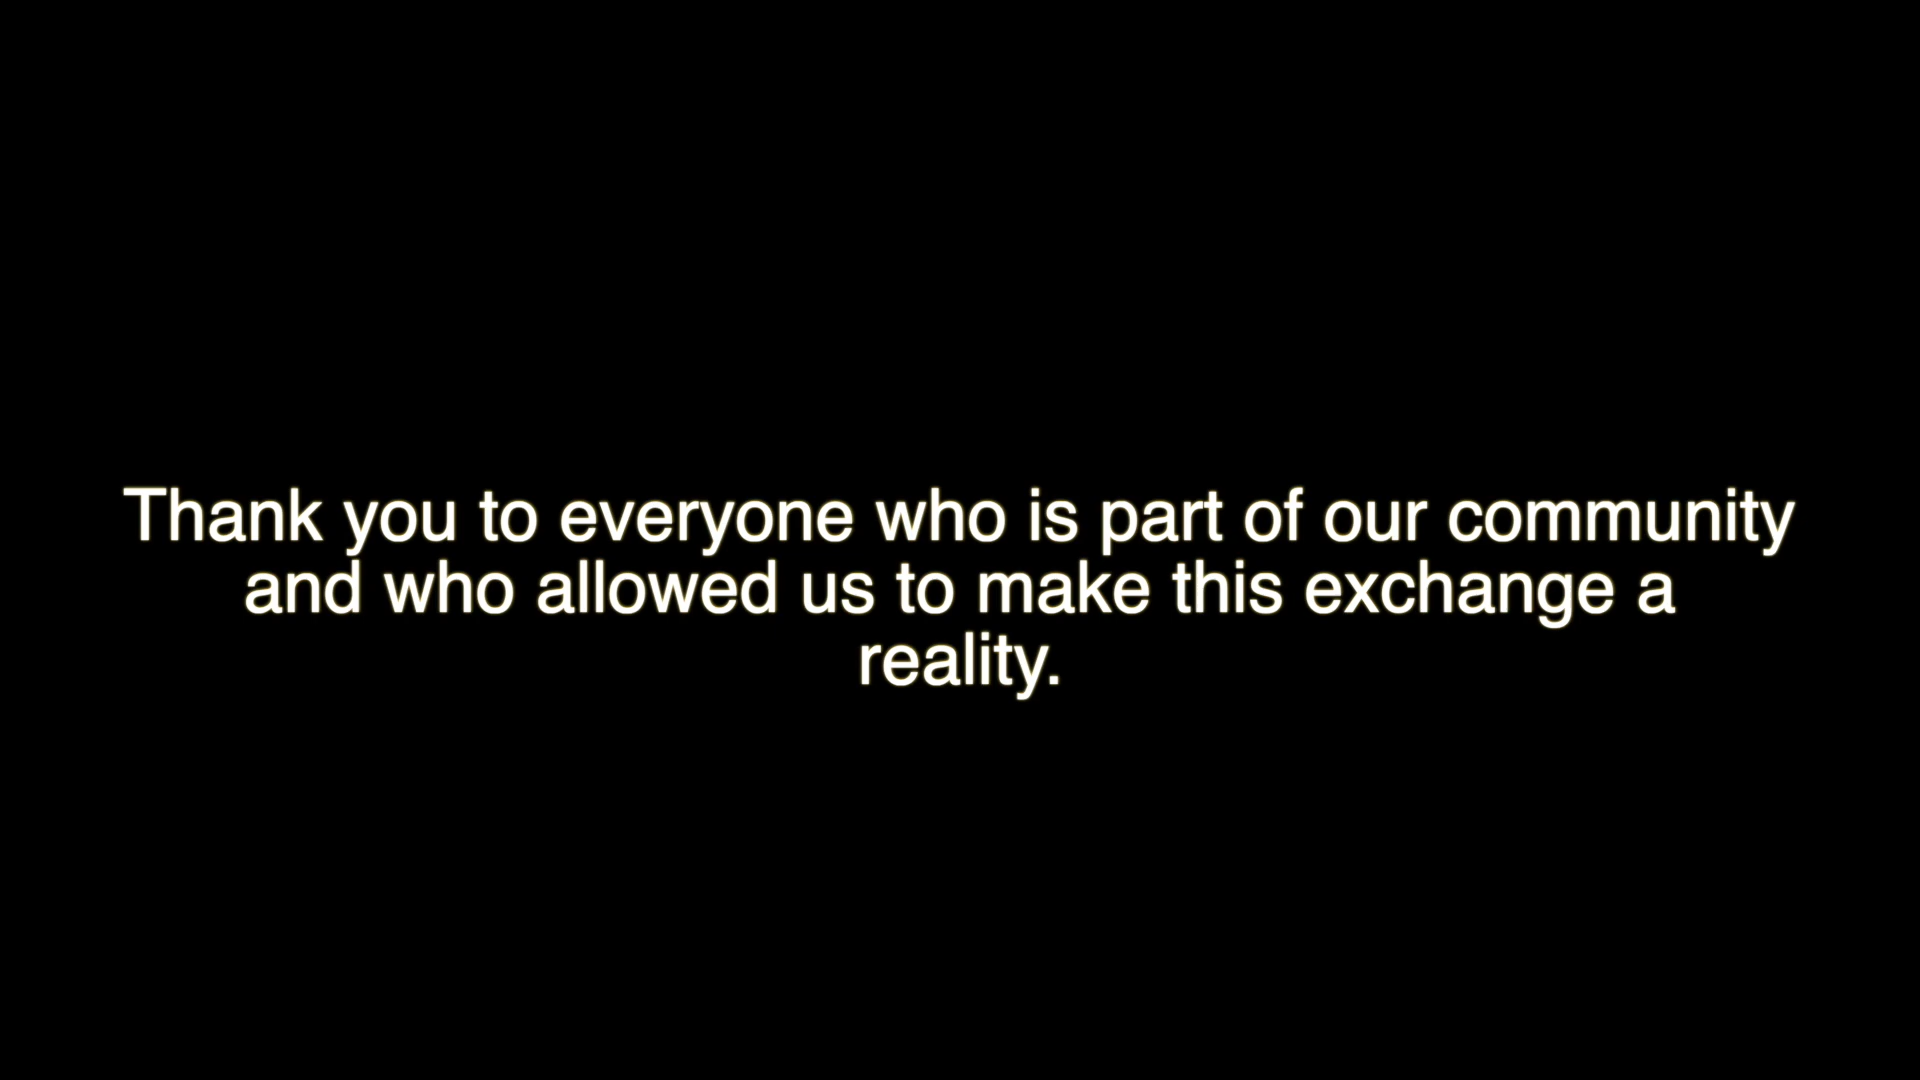 Thank you to everyone who is part of our community
and who allowed us to make this exchange a
reality.